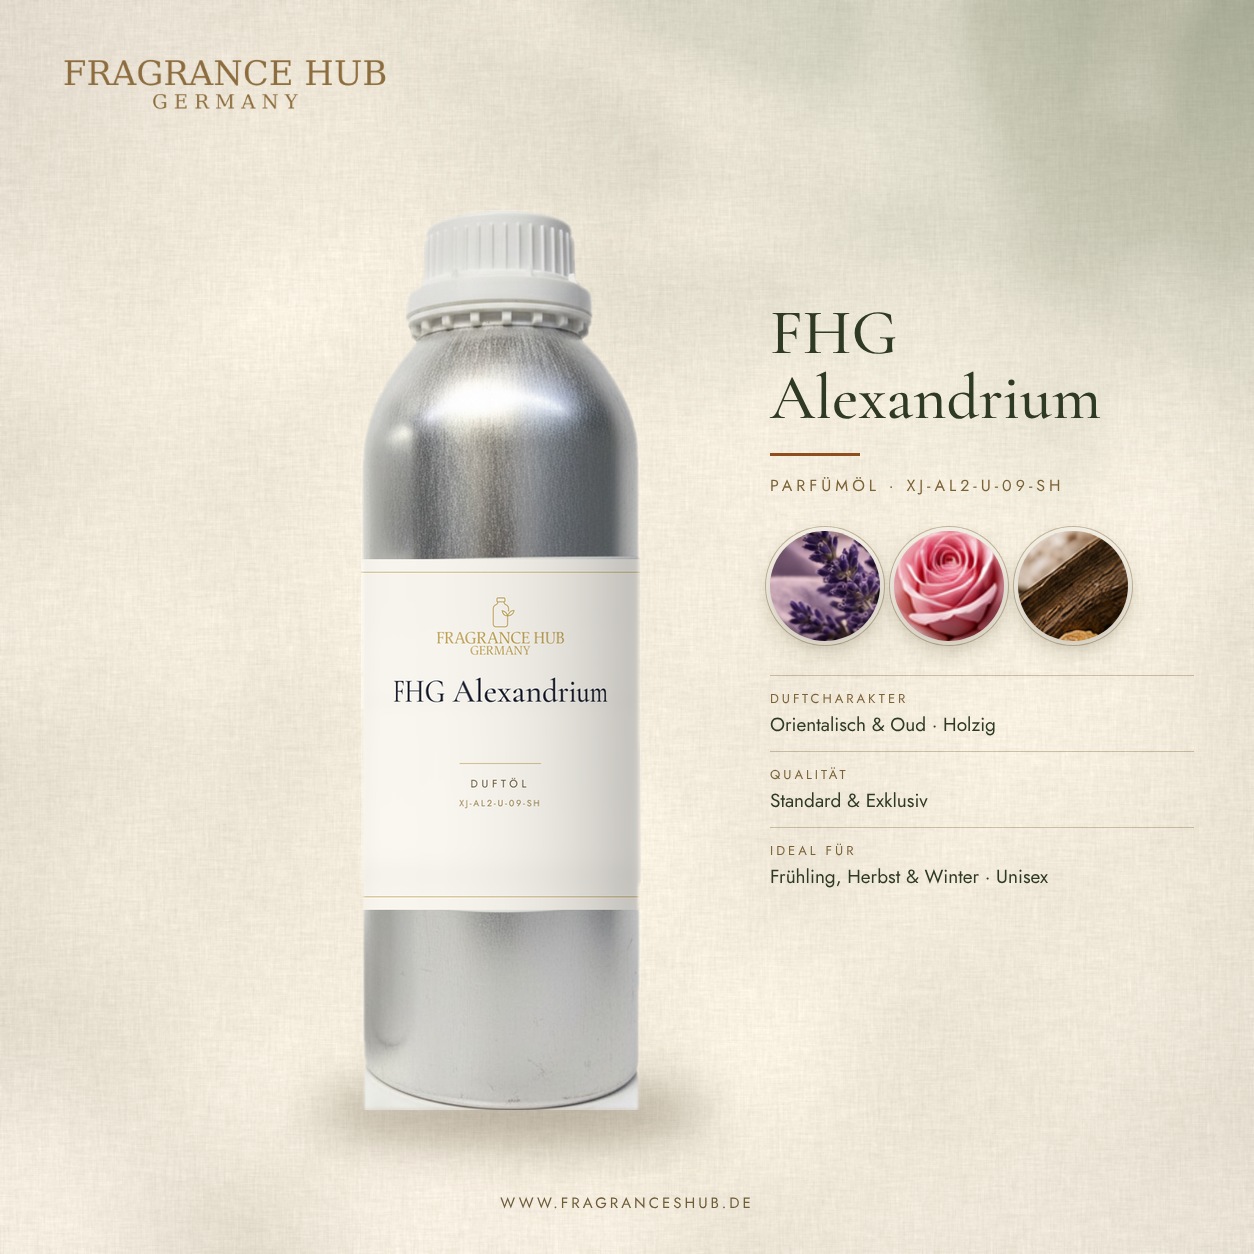 FRAGRANCE HUB
GERMANY
FHG
Alexandrium
PARFÜMÖL · XJ-AL2-U-09-SH
DUFTCHARAKTER
Orientalisch & Oud · Holzig
QUALITÄT
Standard & Exklusiv
IDEAL FÜR
Frühling, Herbst & Winter · Unisex
FRAGRANCE HUB
GERMANY
FHG Alexandrium
DUFTÖL
XJ-AL2-U-09-SH
WWW.FRAGRANCESHUB.DE